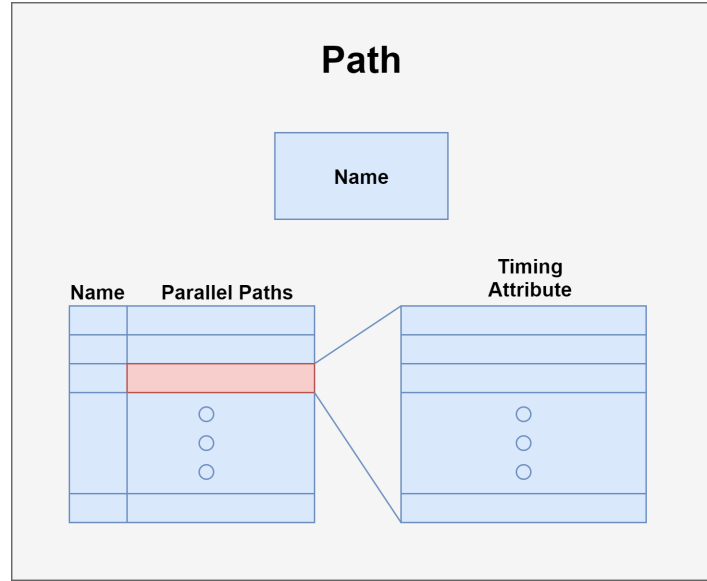 Path
Name
Name
Parallel Paths
Timing
Attribute